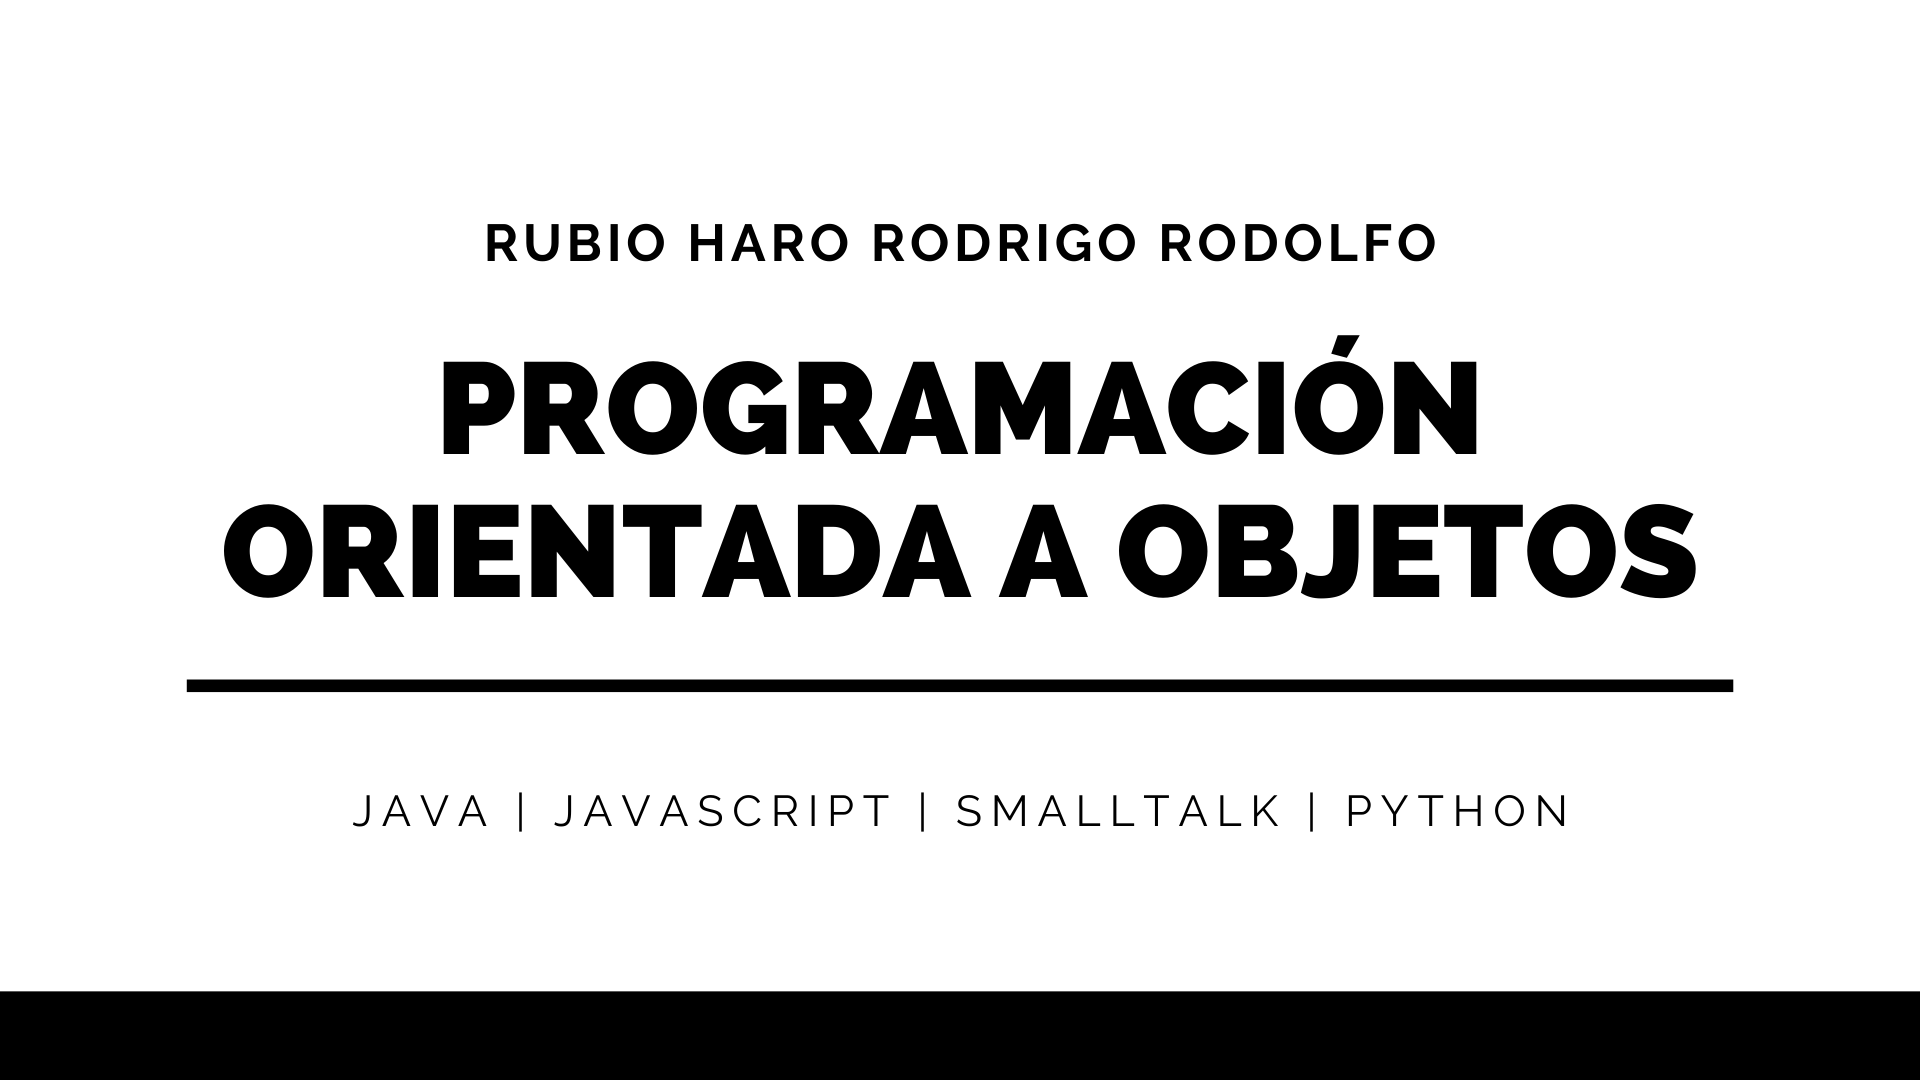 RUBIO HARO RODRIGO RODOLFO
PROGRAMACIÓN
ORIENTADA A OBJETOS
JAVA | JAVASCRIPT | SMALLTALK | PYTHON